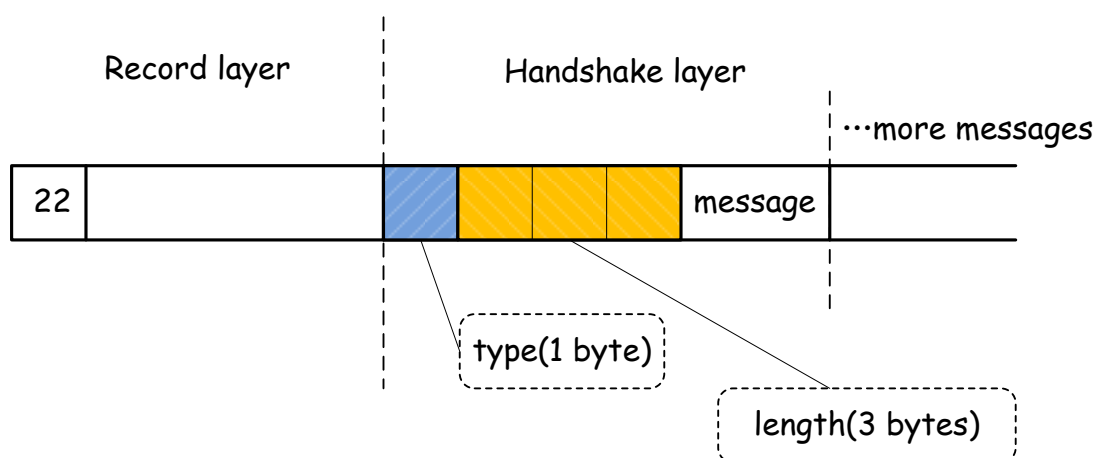 Record layer
Handshake layer
…more messages
22
message
type(1 byte)
length(3 bytes)